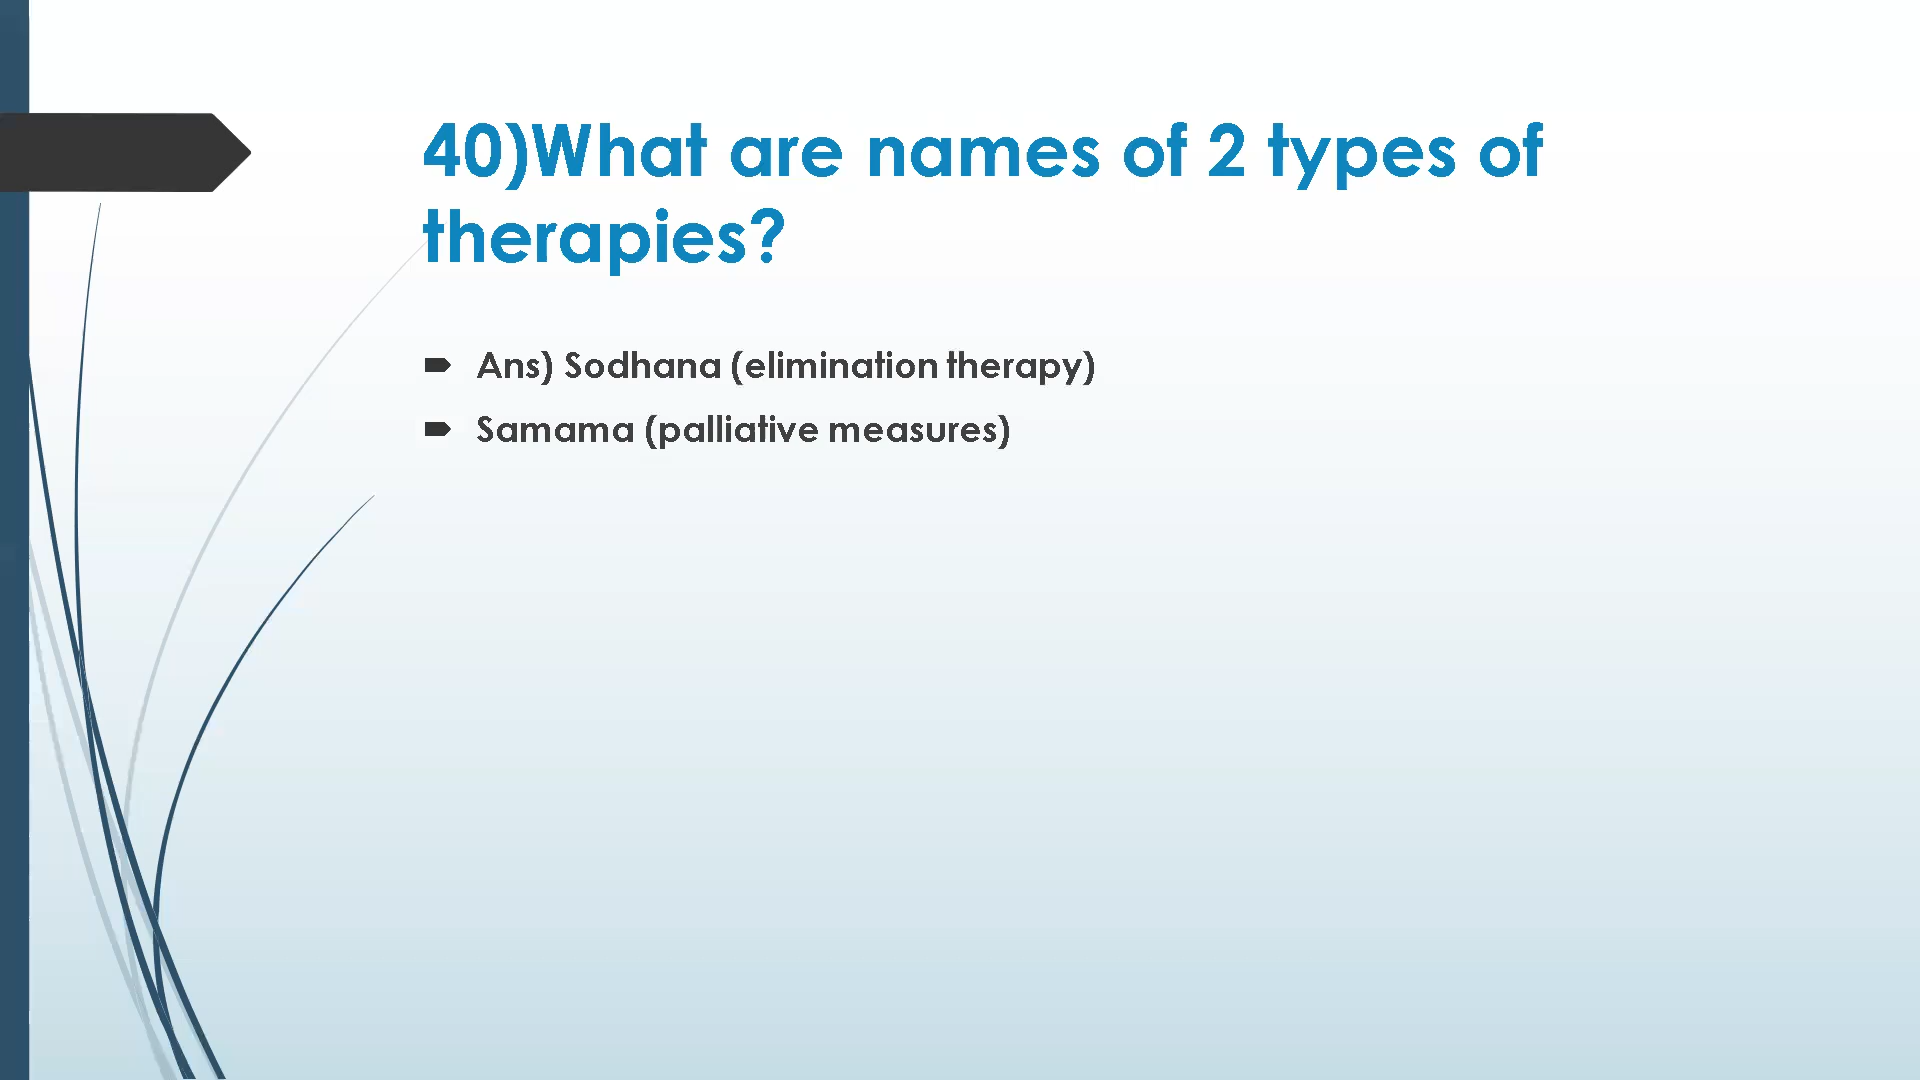 40)What are names of 2 types of
therapies?
Ans) Sodhana (elimination therapy)
Samama (palliative measures)